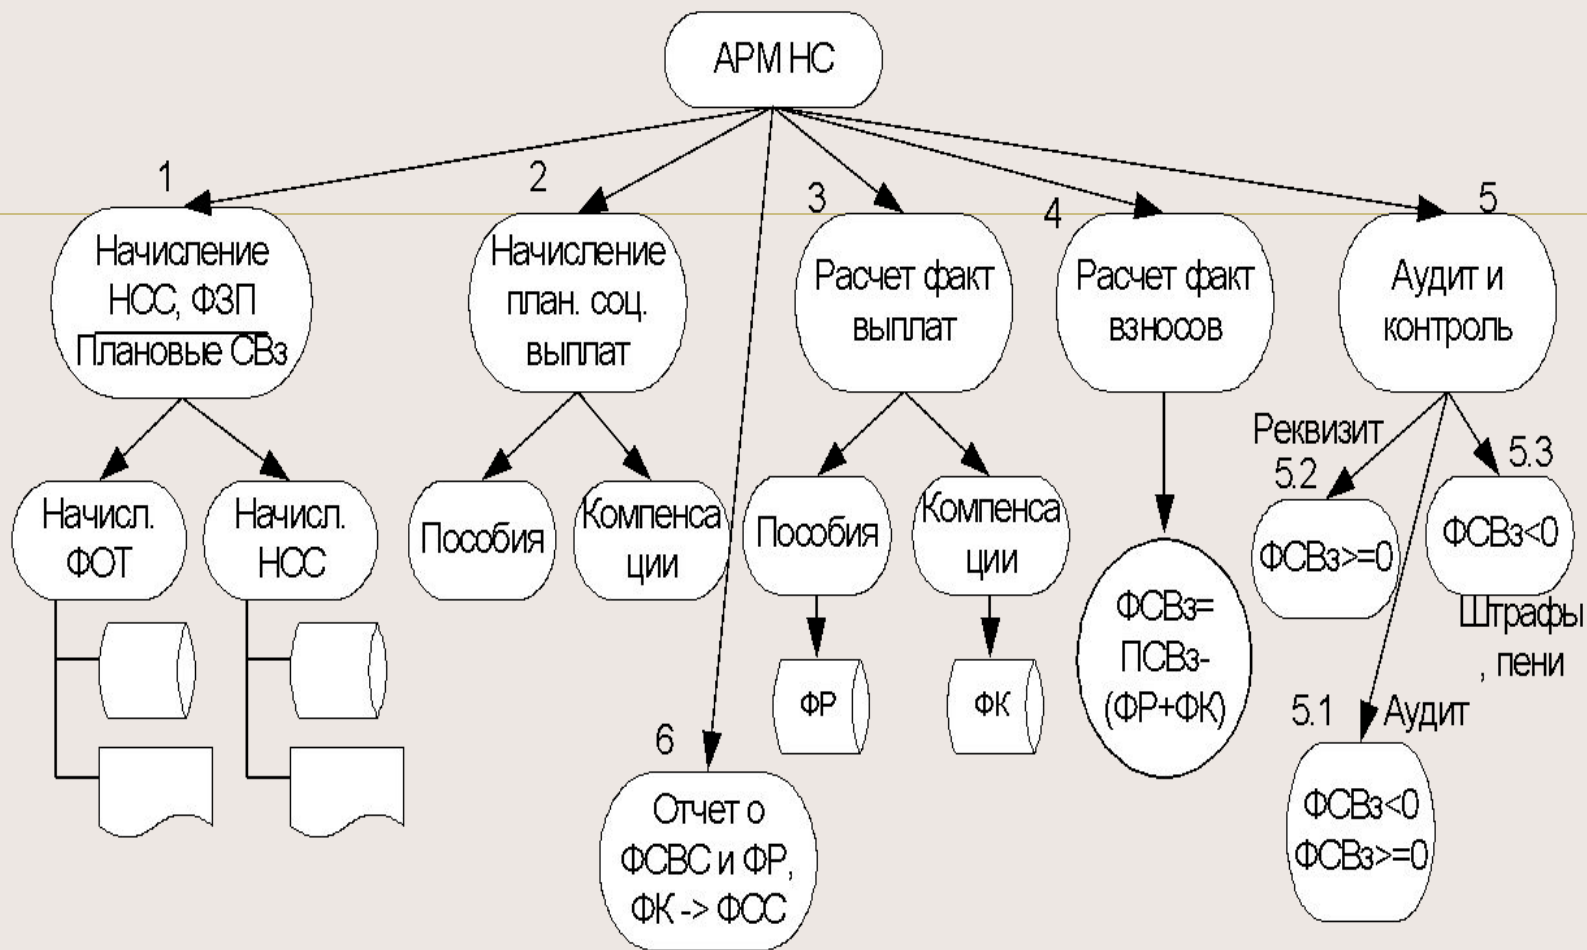 АРМ НС
1
2
3
4
5
Начисление
НСС, ФЗП
Плановые СВз
Начисление
план. соц.
выплат
Расчет факт
выплат
Расчет факт
взносов
Аудит и
контроль
Начисл.
ФОТ
Начисл.
НСС
Пособия
Компенса
ции
Пособия
Компенса
ции
Реквизит
5.2
5.3
ФСВз>=0
ФСВз<0
Штрафы
, пени
ФР
ФК
ФСВз=
ПСВз-
(ФР+ФК)
5.1
Аудит
ФСВз<0
ФСВз>=0
6
Отчет о
ФСВС и ФР,
ФК -> ФСС